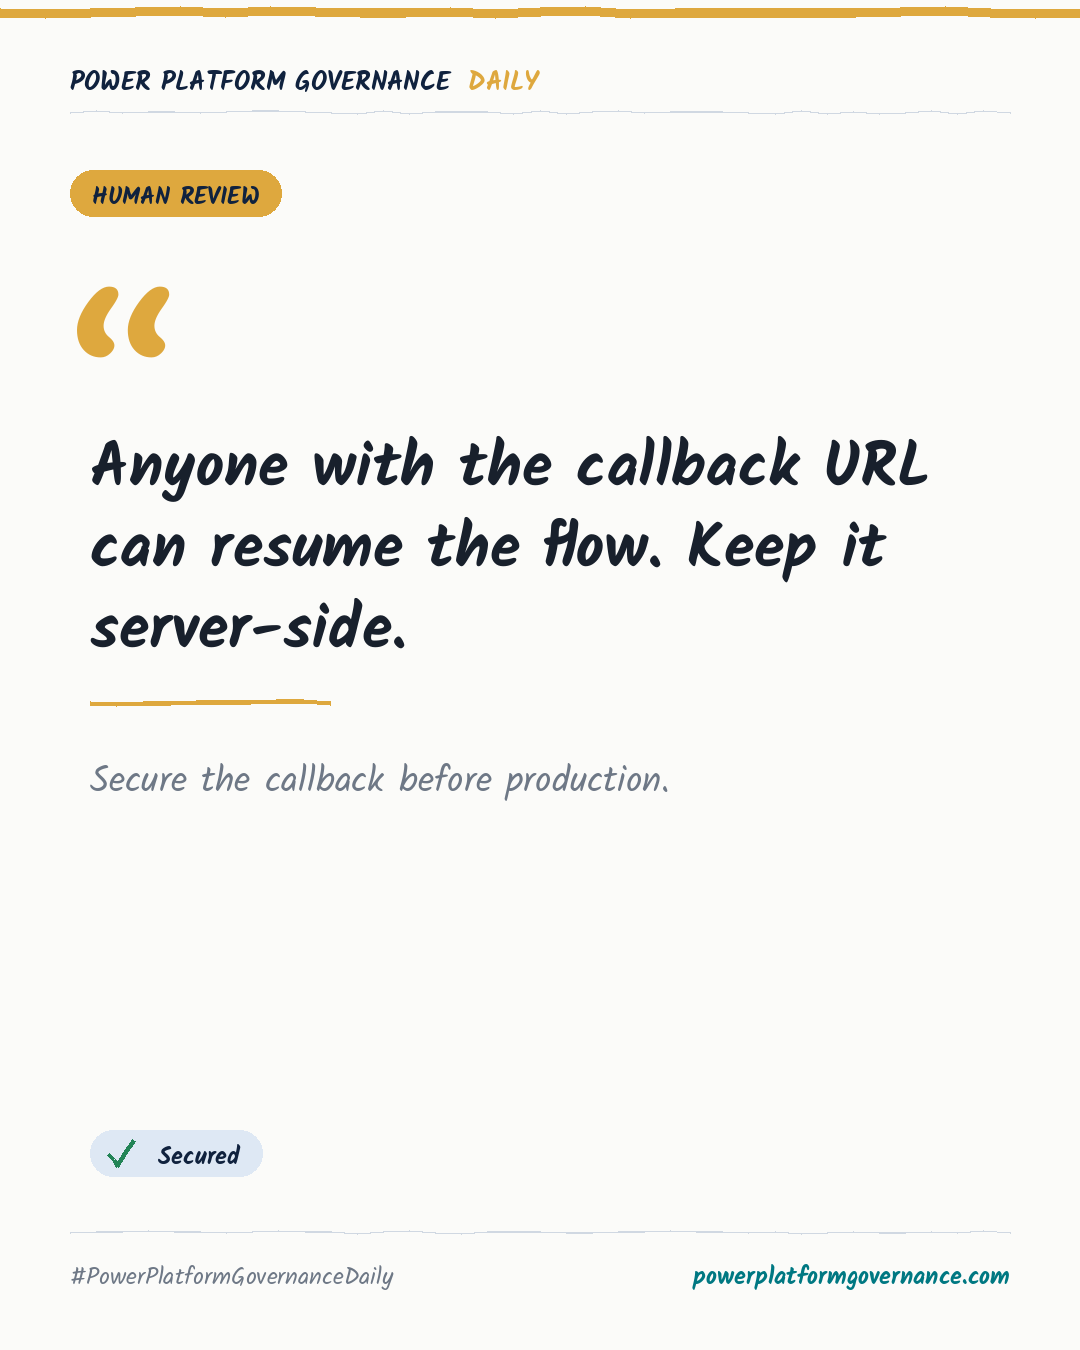 POWER PLATFORM GOVERNANCE DAILY
HUMAN REVIEW
“
Anyone with the callback URL
can resume the flow. Keep it
server-side.
Secure the callback before production.
✓ Secured
#PowerPlatformGovernanceDaily
powerplatformgovernance.com